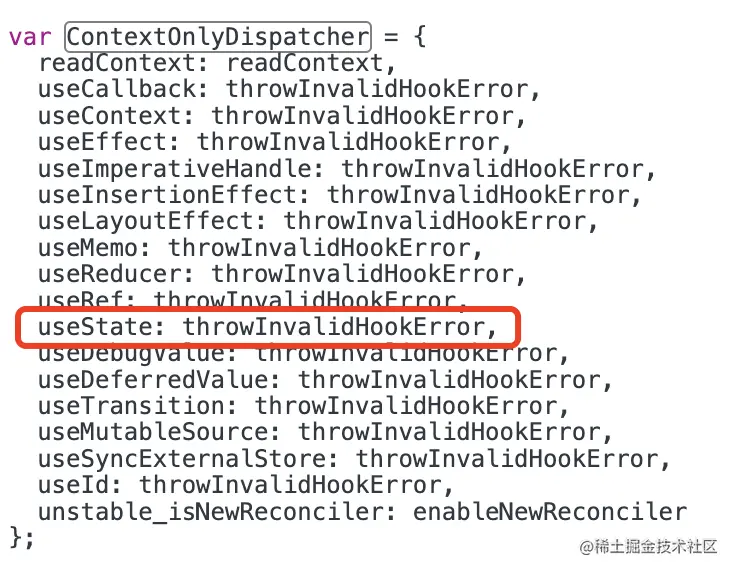 var ContextOnlyDispatcher = {
  readContext: readContext,
  useCallback: throwInvalidHookError,
  useContext: throwInvalidHookError,
  useEffect: throwInvalidHookError,
  useImperativeHandle: throwInvalidHookError,
  useInsertionEffect: throwInvalidHookError,
  useLayoutEffect: throwInvalidHookError,
  useMemo: throwInvalidHookError,
  useReducer: throwInvalidHookError,
  useRef: throwInvalidHookError,
  useState: throwInvalidHookError,
  useDebugValue: throwInvalidHookError,
  useDeferredValue: throwInvalidHookError,
  useTransition: throwInvalidHookError,
  useMutableSource: throwInvalidHookError,
  useSyncExternalStore: throwInvalidHookError,
  useId: throwInvalidHookError,
  unstable_isNewReconciler: enableNewReconciler
};
@稀土掘金技术社区